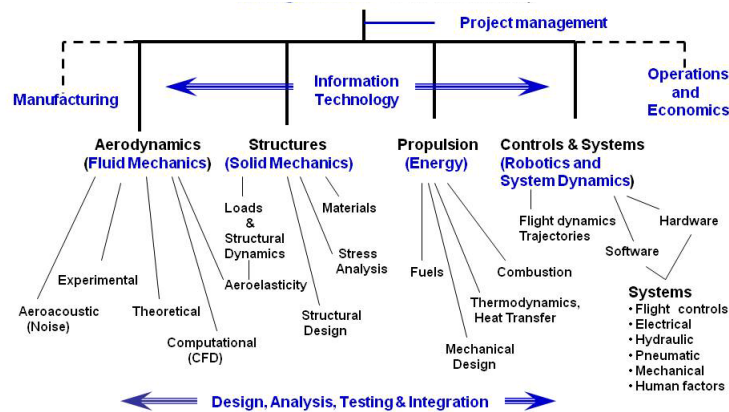 Project management
Manufacturing
Information
Technology
Operations
and
Economics
Aerodynamics
(Fluid Mechanics)
Structures
(Solid Mechanics)
Propulsion
(Energy)
Controls & Systems
(Robotics and
System Dynamics)
Loads
&
Structural
Dynamics
Materials
Flight dynamics
Trajectories
Hardware
Software
Stress
Analysis
Experimental
Aeroelasticity
Fuels
Combustion
Aeroacoustic
(Noise)
Theoretical
Structural
Design
Thermodynamics,
Heat Transfer
Computational
(CFD)
Mechanical
Design
Systems
• Flight controls
• Electrical
• Hydraulic
• Pneumatic
• Mechanical
• Human factors
Design, Analysis, Testing & Integration